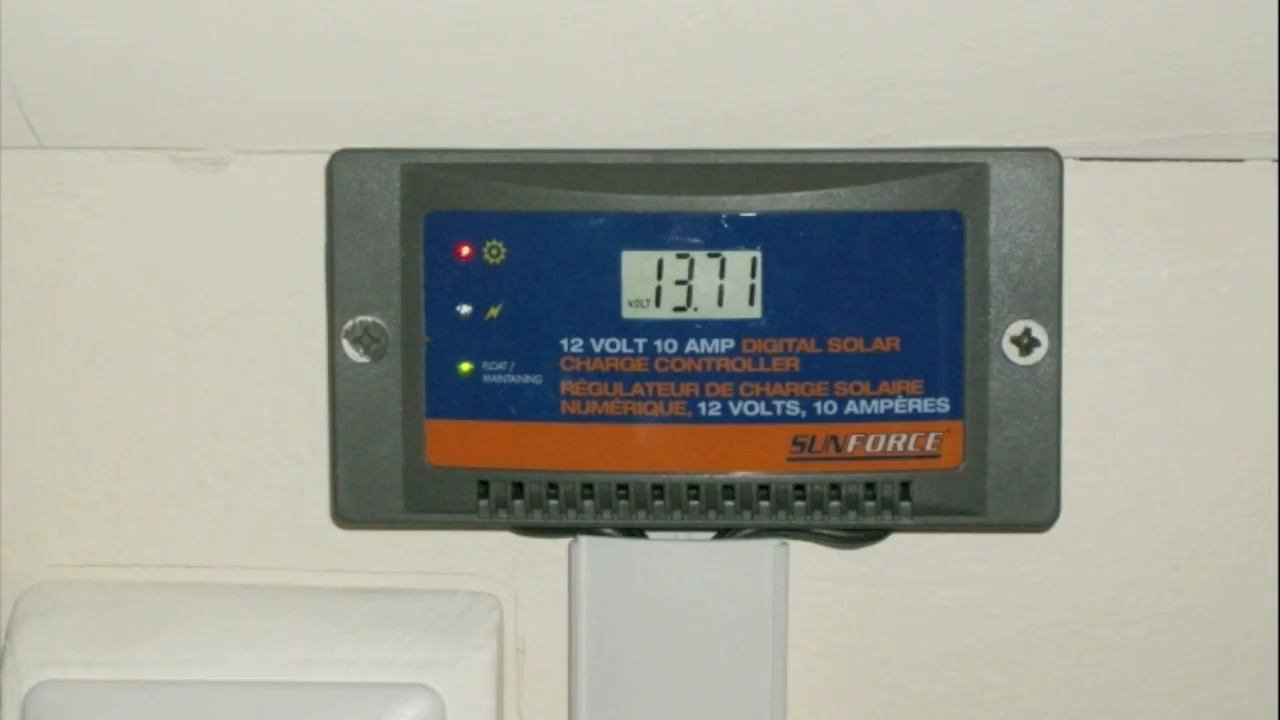 13.71
VOLT
12 VOLT 10 AMP DIGITAL SOLAR
CHARGE CONTROLLER
FLOAT /
MAINTAINING
RÉGULATEUR DE CHARGE SOLAIRE
NUMÉRIQUE, 12 VOLTS, 10 AMPÈRES
SUNFORCE